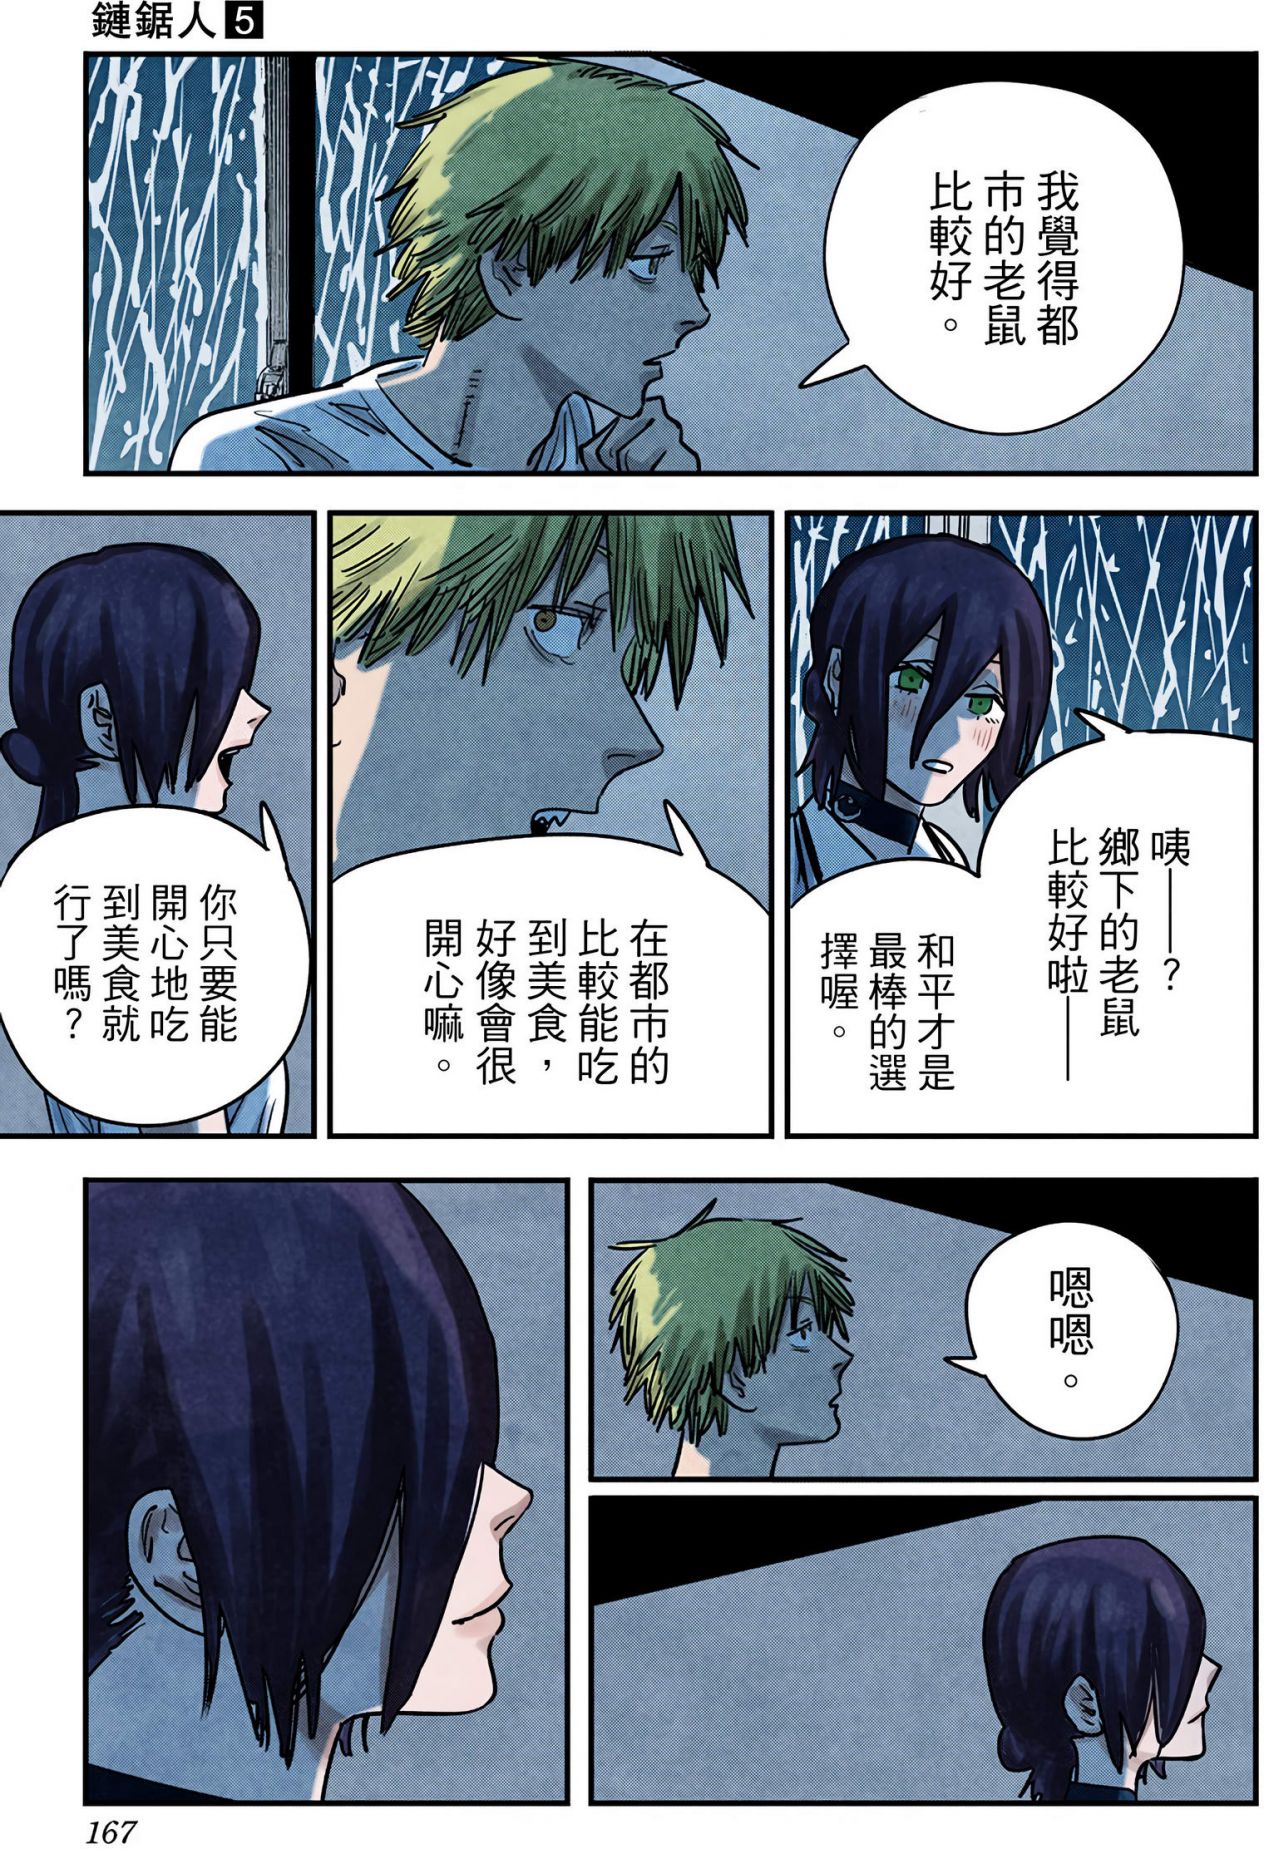 鏈鋸人5
我覺得都
市的老鼠
比較好。
咦——？
鄉下的老鼠
比較好啦——
和平才是
最棒的選
擇喔。
在都市的
比較能吃
到美食，
好像會很
開心嘛。
你只要能
開心地吃
到美食就
行了嗎？
嗯嗯。
167